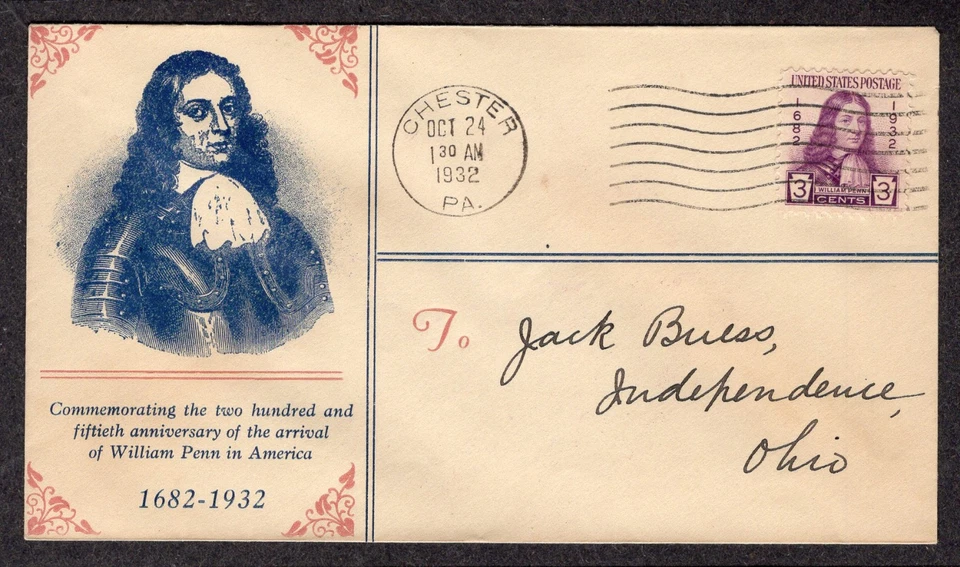 Commemorating the two hundred and
fiftieth anniversary of the arrival
of William Penn in America
1682-1932
CHESTER
OCT 24
1 30 AM
1932
PA.
UNITED STATES POSTAGE
1682
1932
WILLIAM PENN
3 CENTS 3
To Jack Buess,
Independence,
Ohio